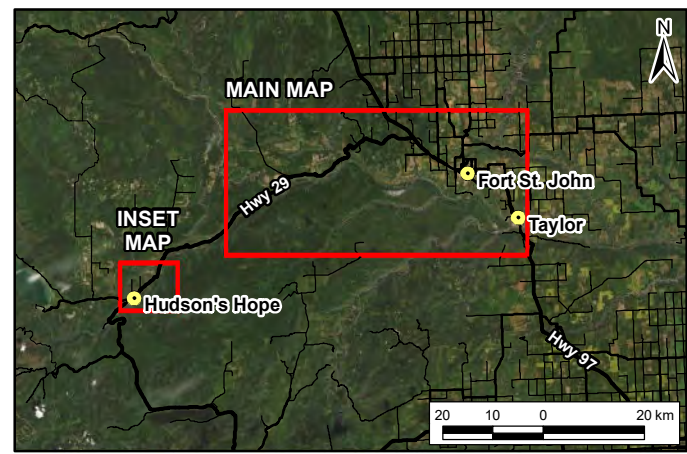 N
MAIN MAP
Fort St. John
Hwy 29
INSET
MAP
Taylor
Hudson's Hope
Hwy 97
20 10 0 20 km